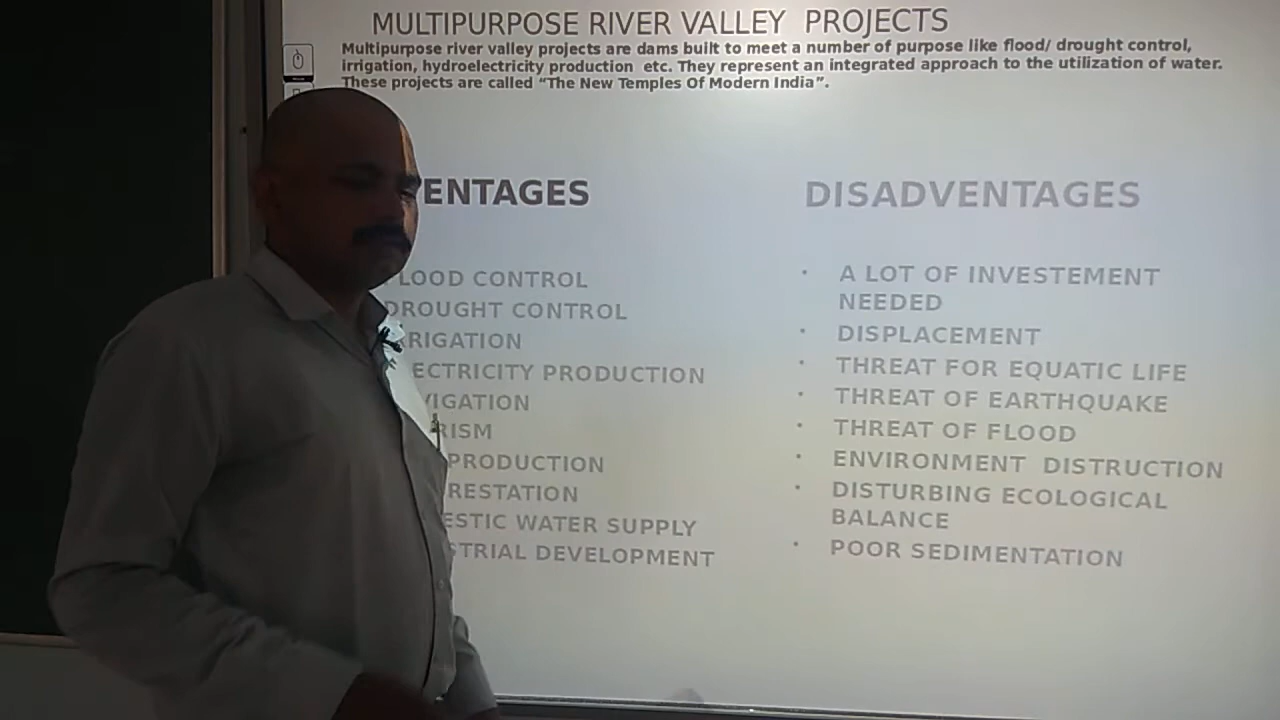 MULTIPURPOSE RIVER VALLEY PROJECTS
Multipurpose river valley projects are dams built to meet a number of purpose like flood/ drought control,
irrigation, hydroelectricity production etc. They represent an integrated approach to the utilization of water.
These projects are called “The New Temples Of Modern India”.
VENTAGES
LOOD CONTROL
DROUGHT CONTROL
RRIGATION
ECTRICITY PRODUCTION
VIGATION
RISM
PRODUCTION
RESTATION
ESTIC WATER SUPPLY
STRIAL DEVELOPMENT
DISADVENTAGES
• A LOT OF INVESTEMENT
NEEDED
• DISPLACEMENT
• THREAT FOR EQUATIC LIFE
• THREAT OF EARTHQUAKE
• THREAT OF FLOOD
• ENVIRONMENT DISTRUCTION
• DISTURBING ECOLOGICAL
BALANCE
• POOR SEDIMENTATION